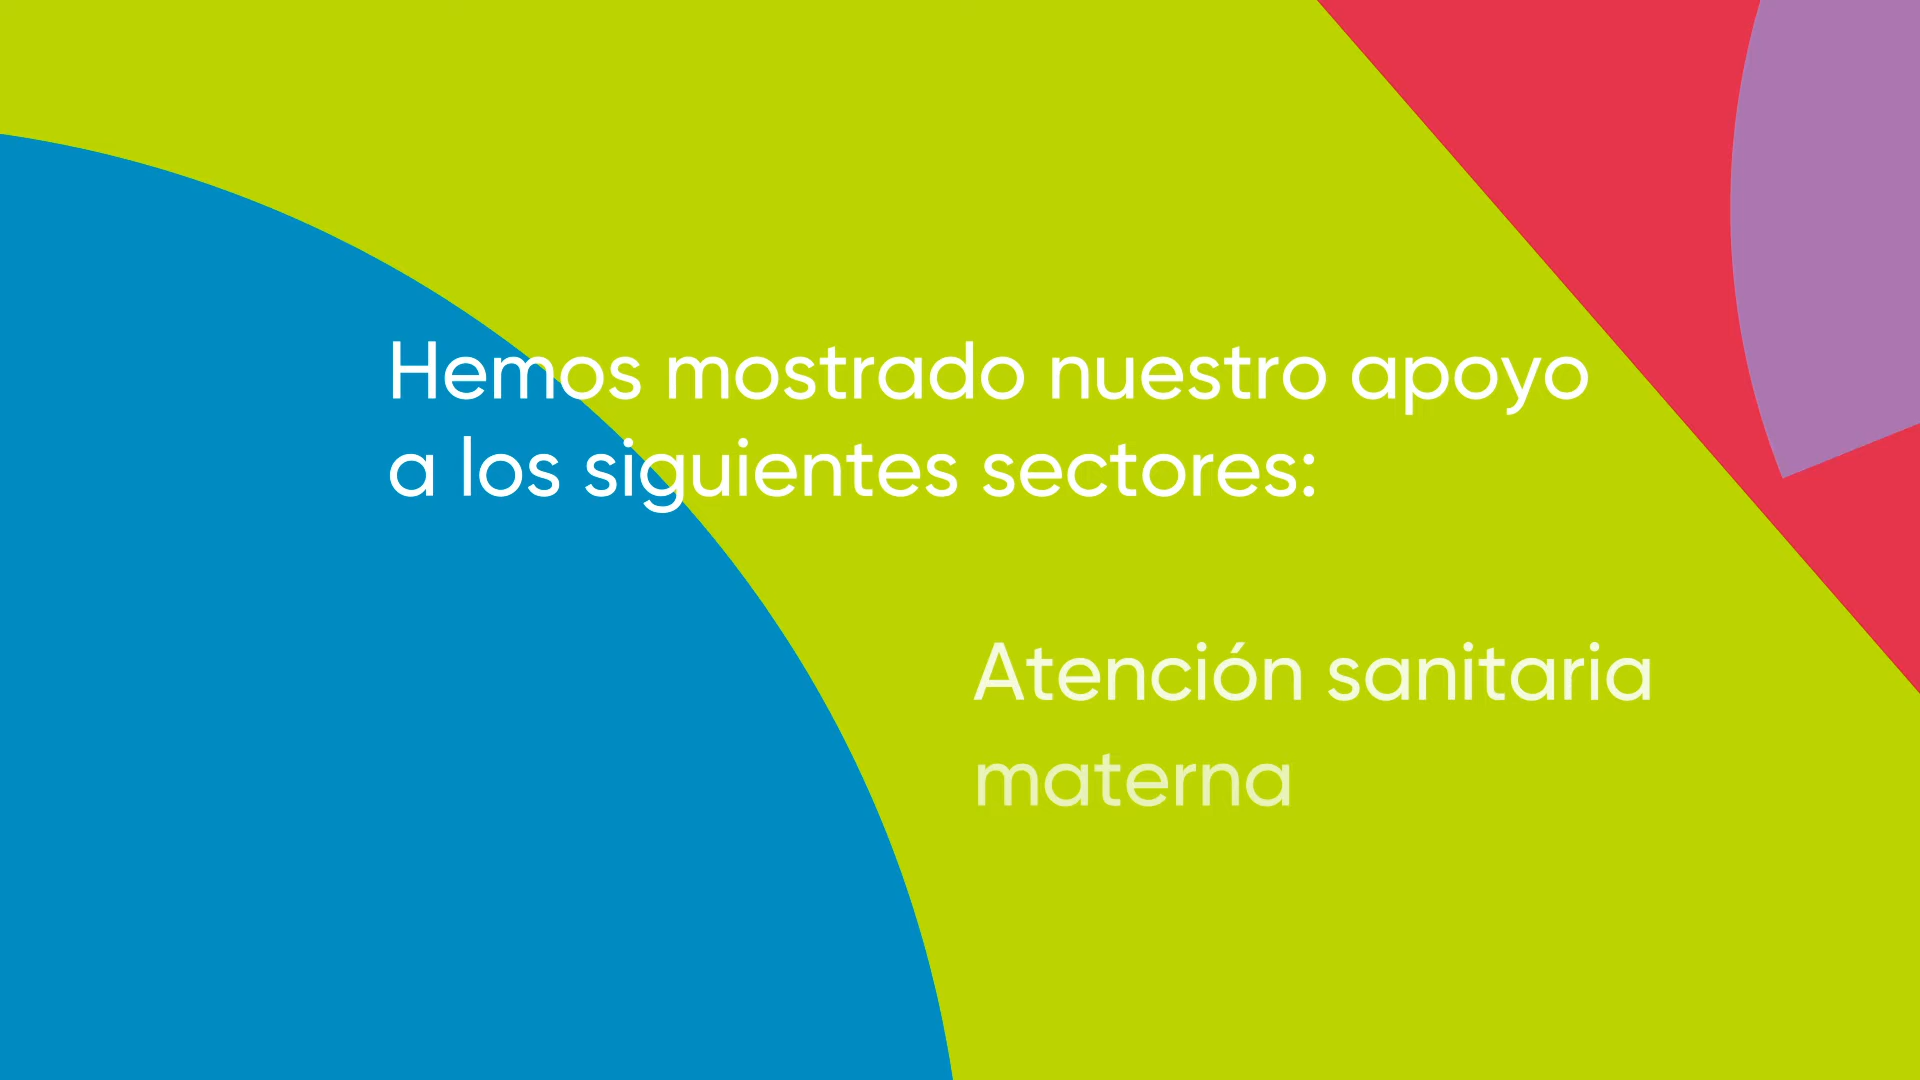 Hemos mostrado nuestro apoyo
a los siguientes sectores:
Atención sanitaria
materna